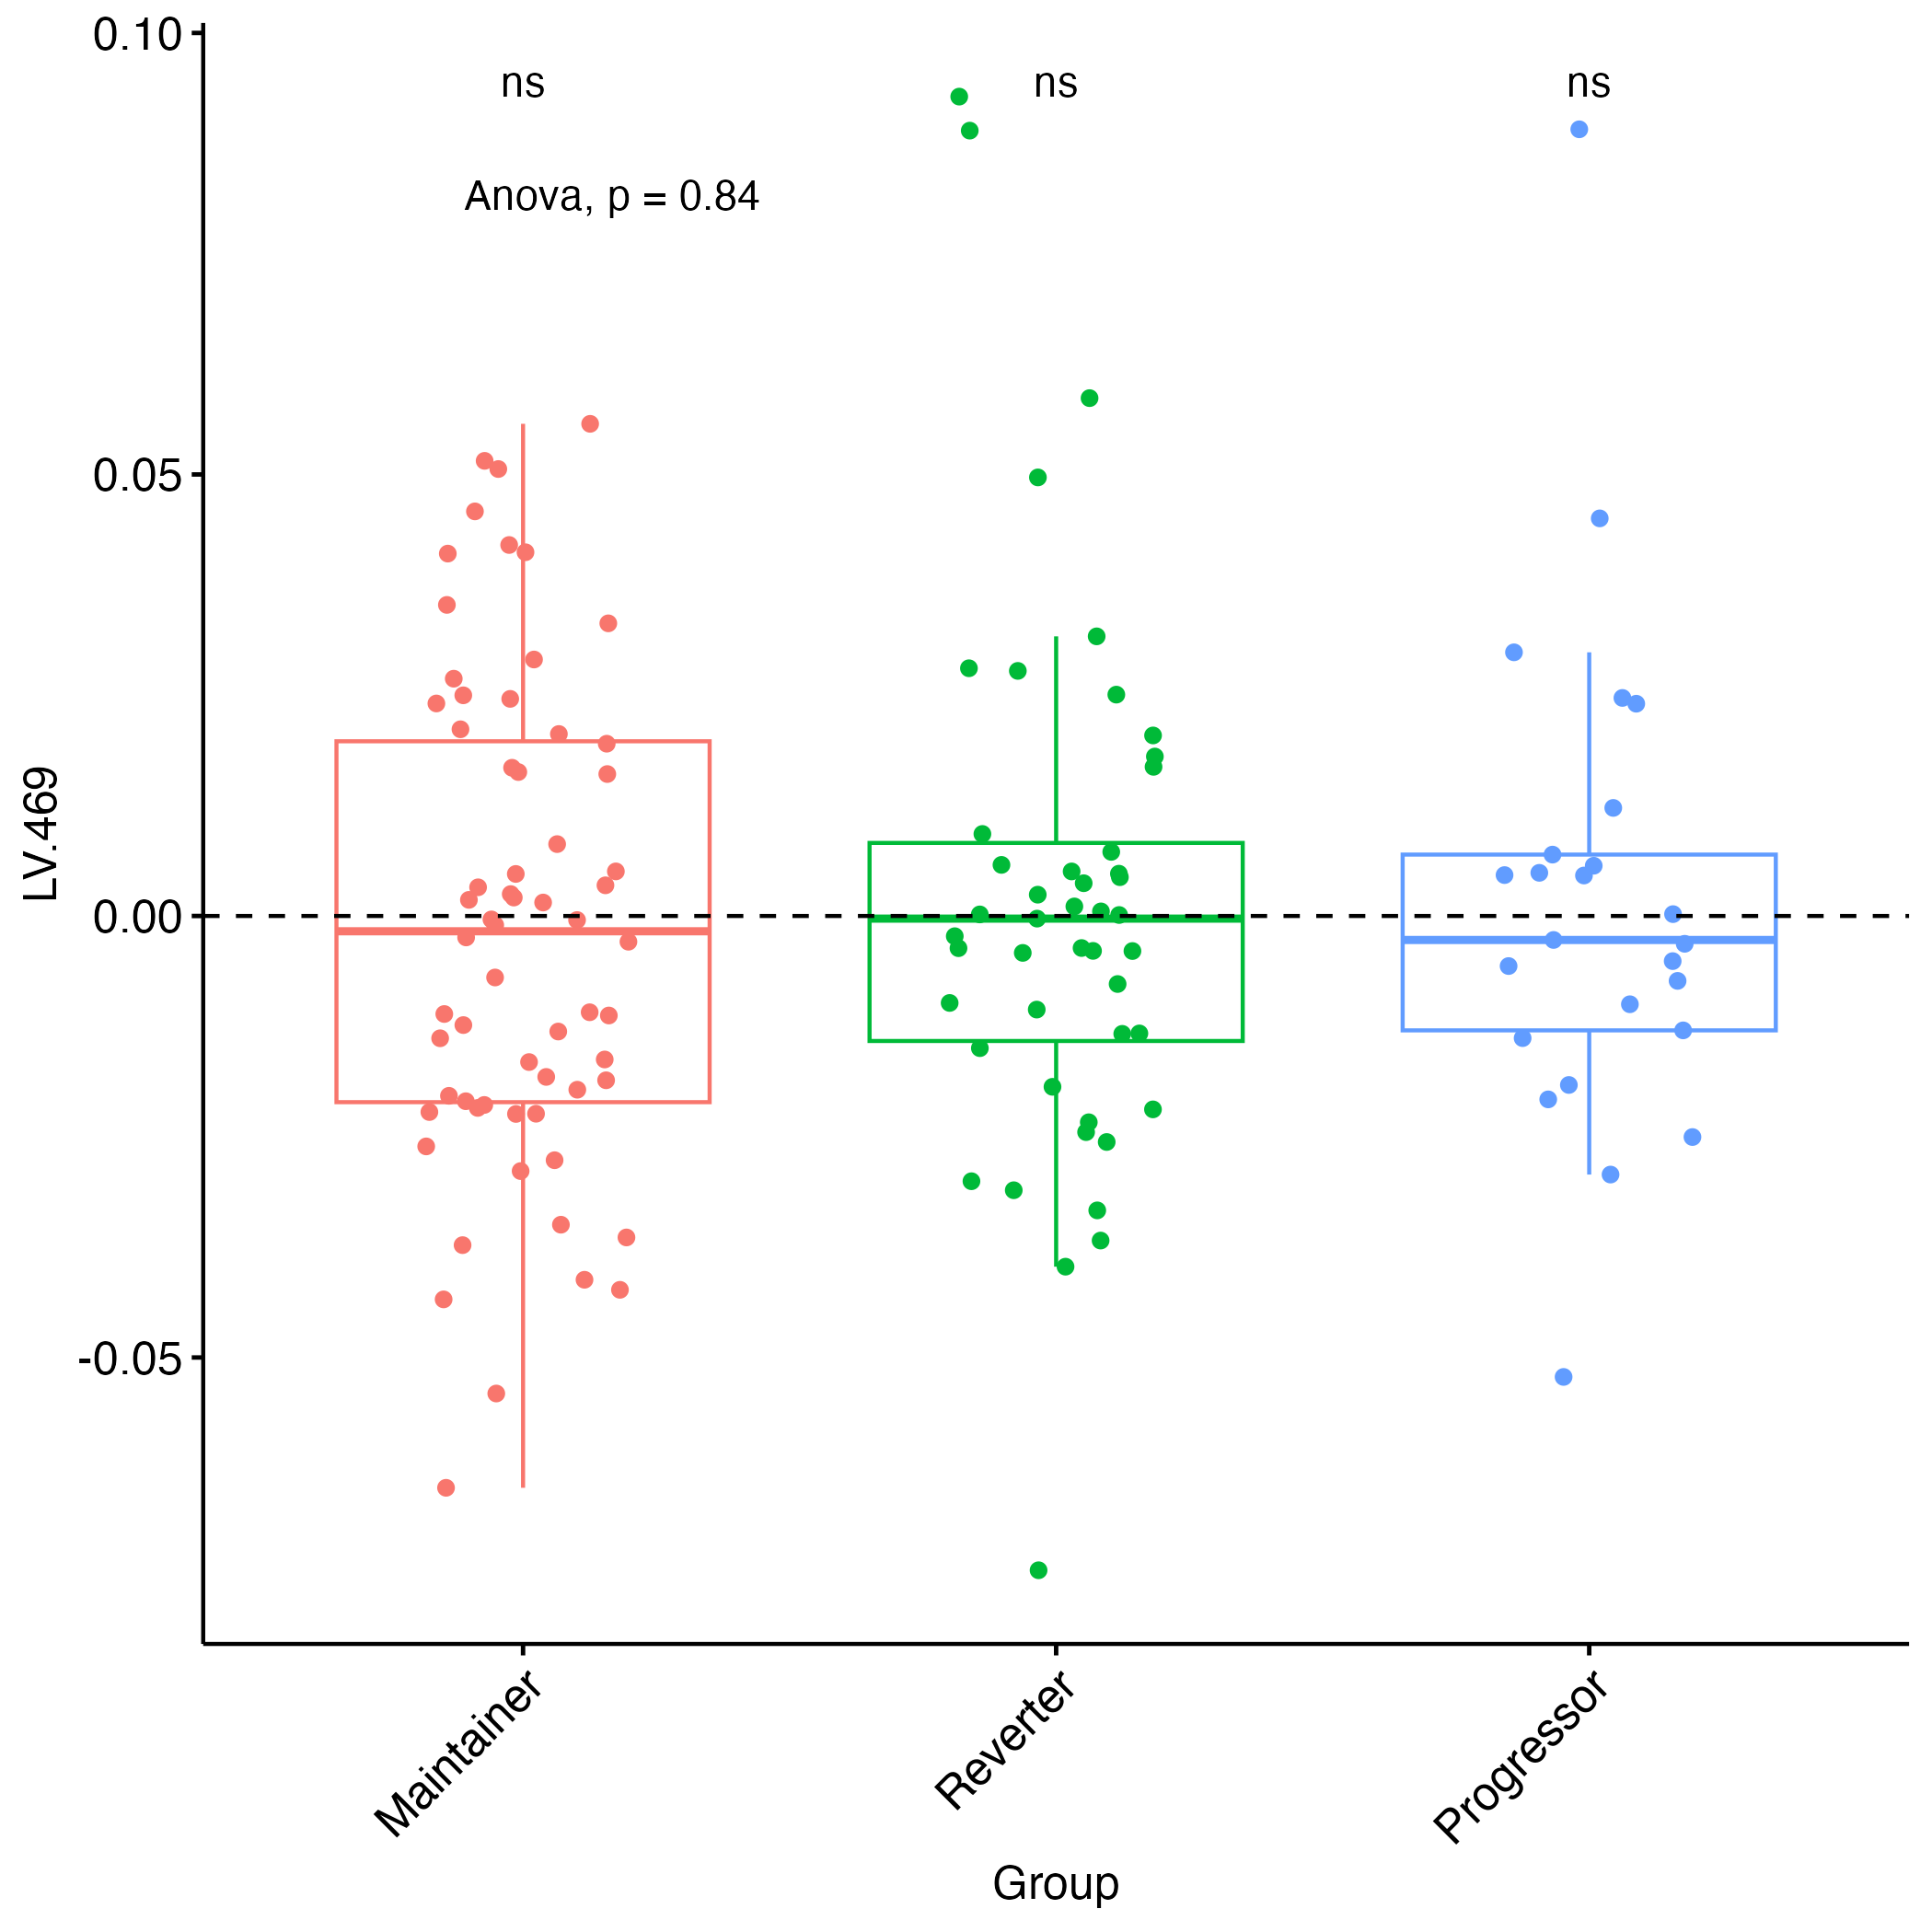 0.10
ns
ns
ns
Anova, p = 0.84
0.05
LV.469
0.00
-0.05
Maintainer
Reverter
Progressor
Group